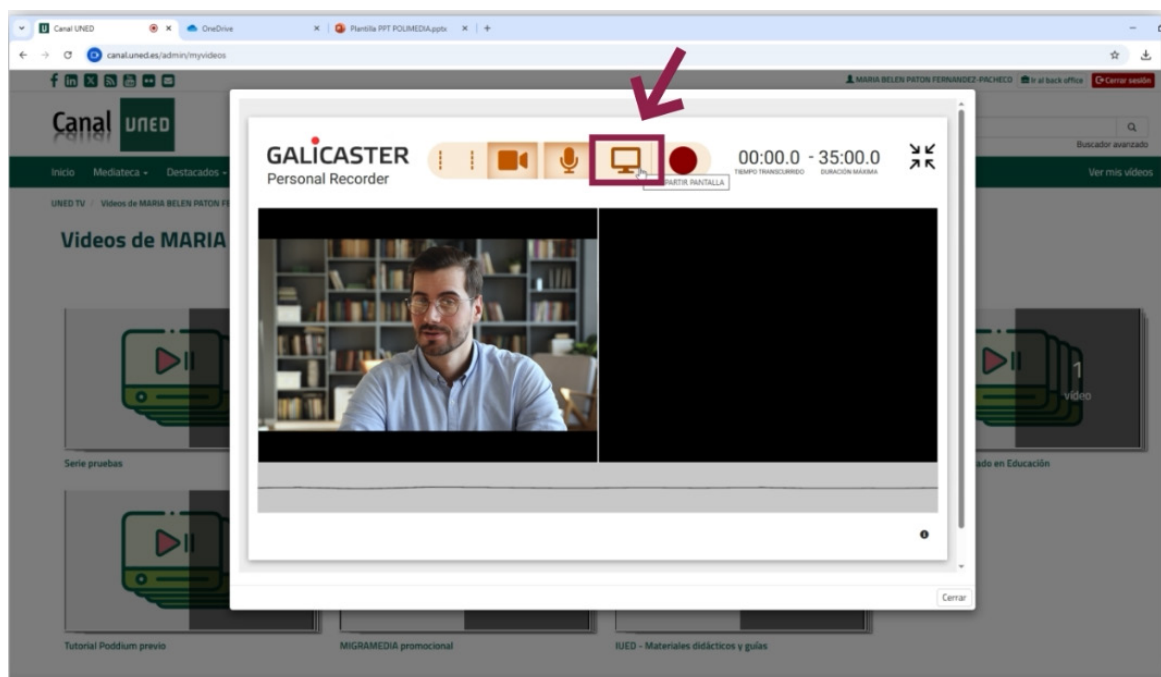 Canal UNED
OneDrive
Plantilla PPT POLIMEDIA.pptx
canal.uned.es/admin/myvideos
MARIA BELEN PATON FERNANDEZ-PACHECO
Ir al back office
Cerrar sesión
Canal UNED
Buscador avanzado
Inicio
Mediateca
Destacados
Ver mis vídeos
UNED TV / Videos de MARIA BELEN PATON
Videos de MARIA
GALICASTER
Personal Recorder
00:00.0 - 35:00.0
TIEMPO TRANSCURRIDO
DURACIÓN MÁXIMA
PARTIR PANTALLA
1
vídeo
Serie pruebas
ado en Educación
Cerrar
Tutorial Poddium previo
MIGRAMEDIA promocional
IUED - Materiales didácticos y guías